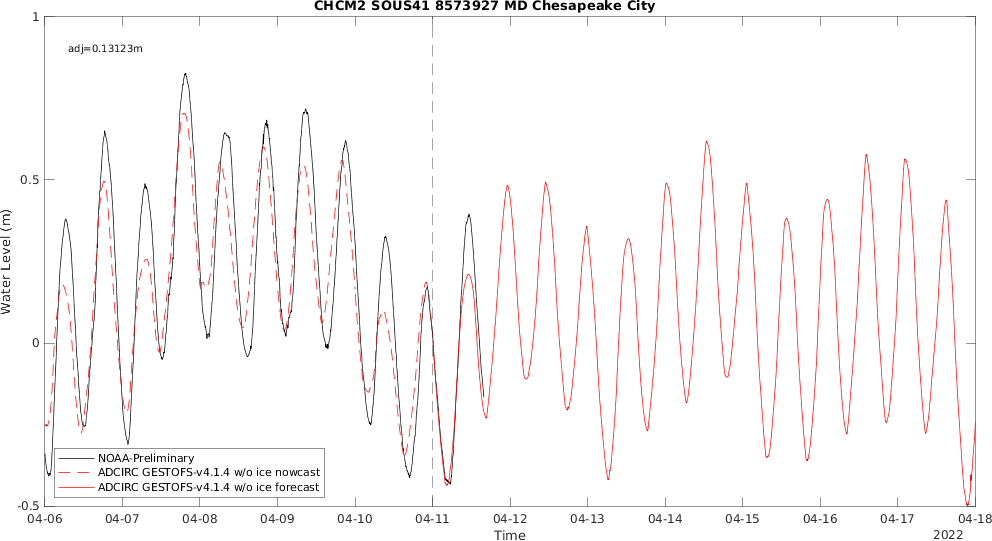 CHCM2 SOUS41 8573927 MD Chesapeake City
1
adj=0.13123m
0.5
Water Level (m)
0
NOAA-Preliminary
ADCIRC GESTOFS-v4.1.4 w/o ice nowcast
ADCIRC GESTOFS-v4.1.4 w/o ice forecast
-0.5
04-06 04-07 04-08 04-09 04-10 04-11 04-12 04-13 04-14 04-15 04-16 04-17 04-18
Time
2022